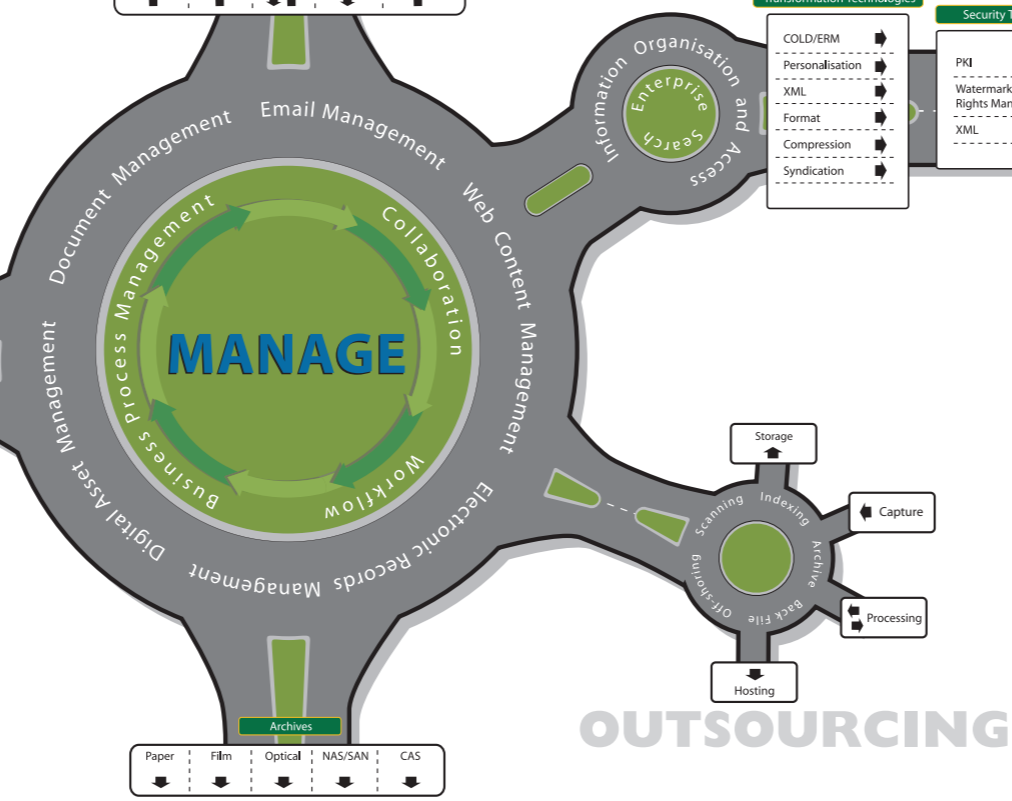 Transformation Technologies
Security T
COLD/ERM
Personalisation
XML
Format
Compression
Syndication
PKI
Watermark
Rights Man
XML
Information Organisation and Access
Enterprise Search
Document Management
Email Management
Web Content Management
Electronic Records Management
Digital Asset Management
Business Process Management
Collaboration
Workflow
MANAGE
Storage
Capture
Processing
Hosting
Scanning
Indexing
Archive
Back File
Off-shoring
OUTSOURCING
Archives
Paper
Film
Optical
NAS/SAN
CAS